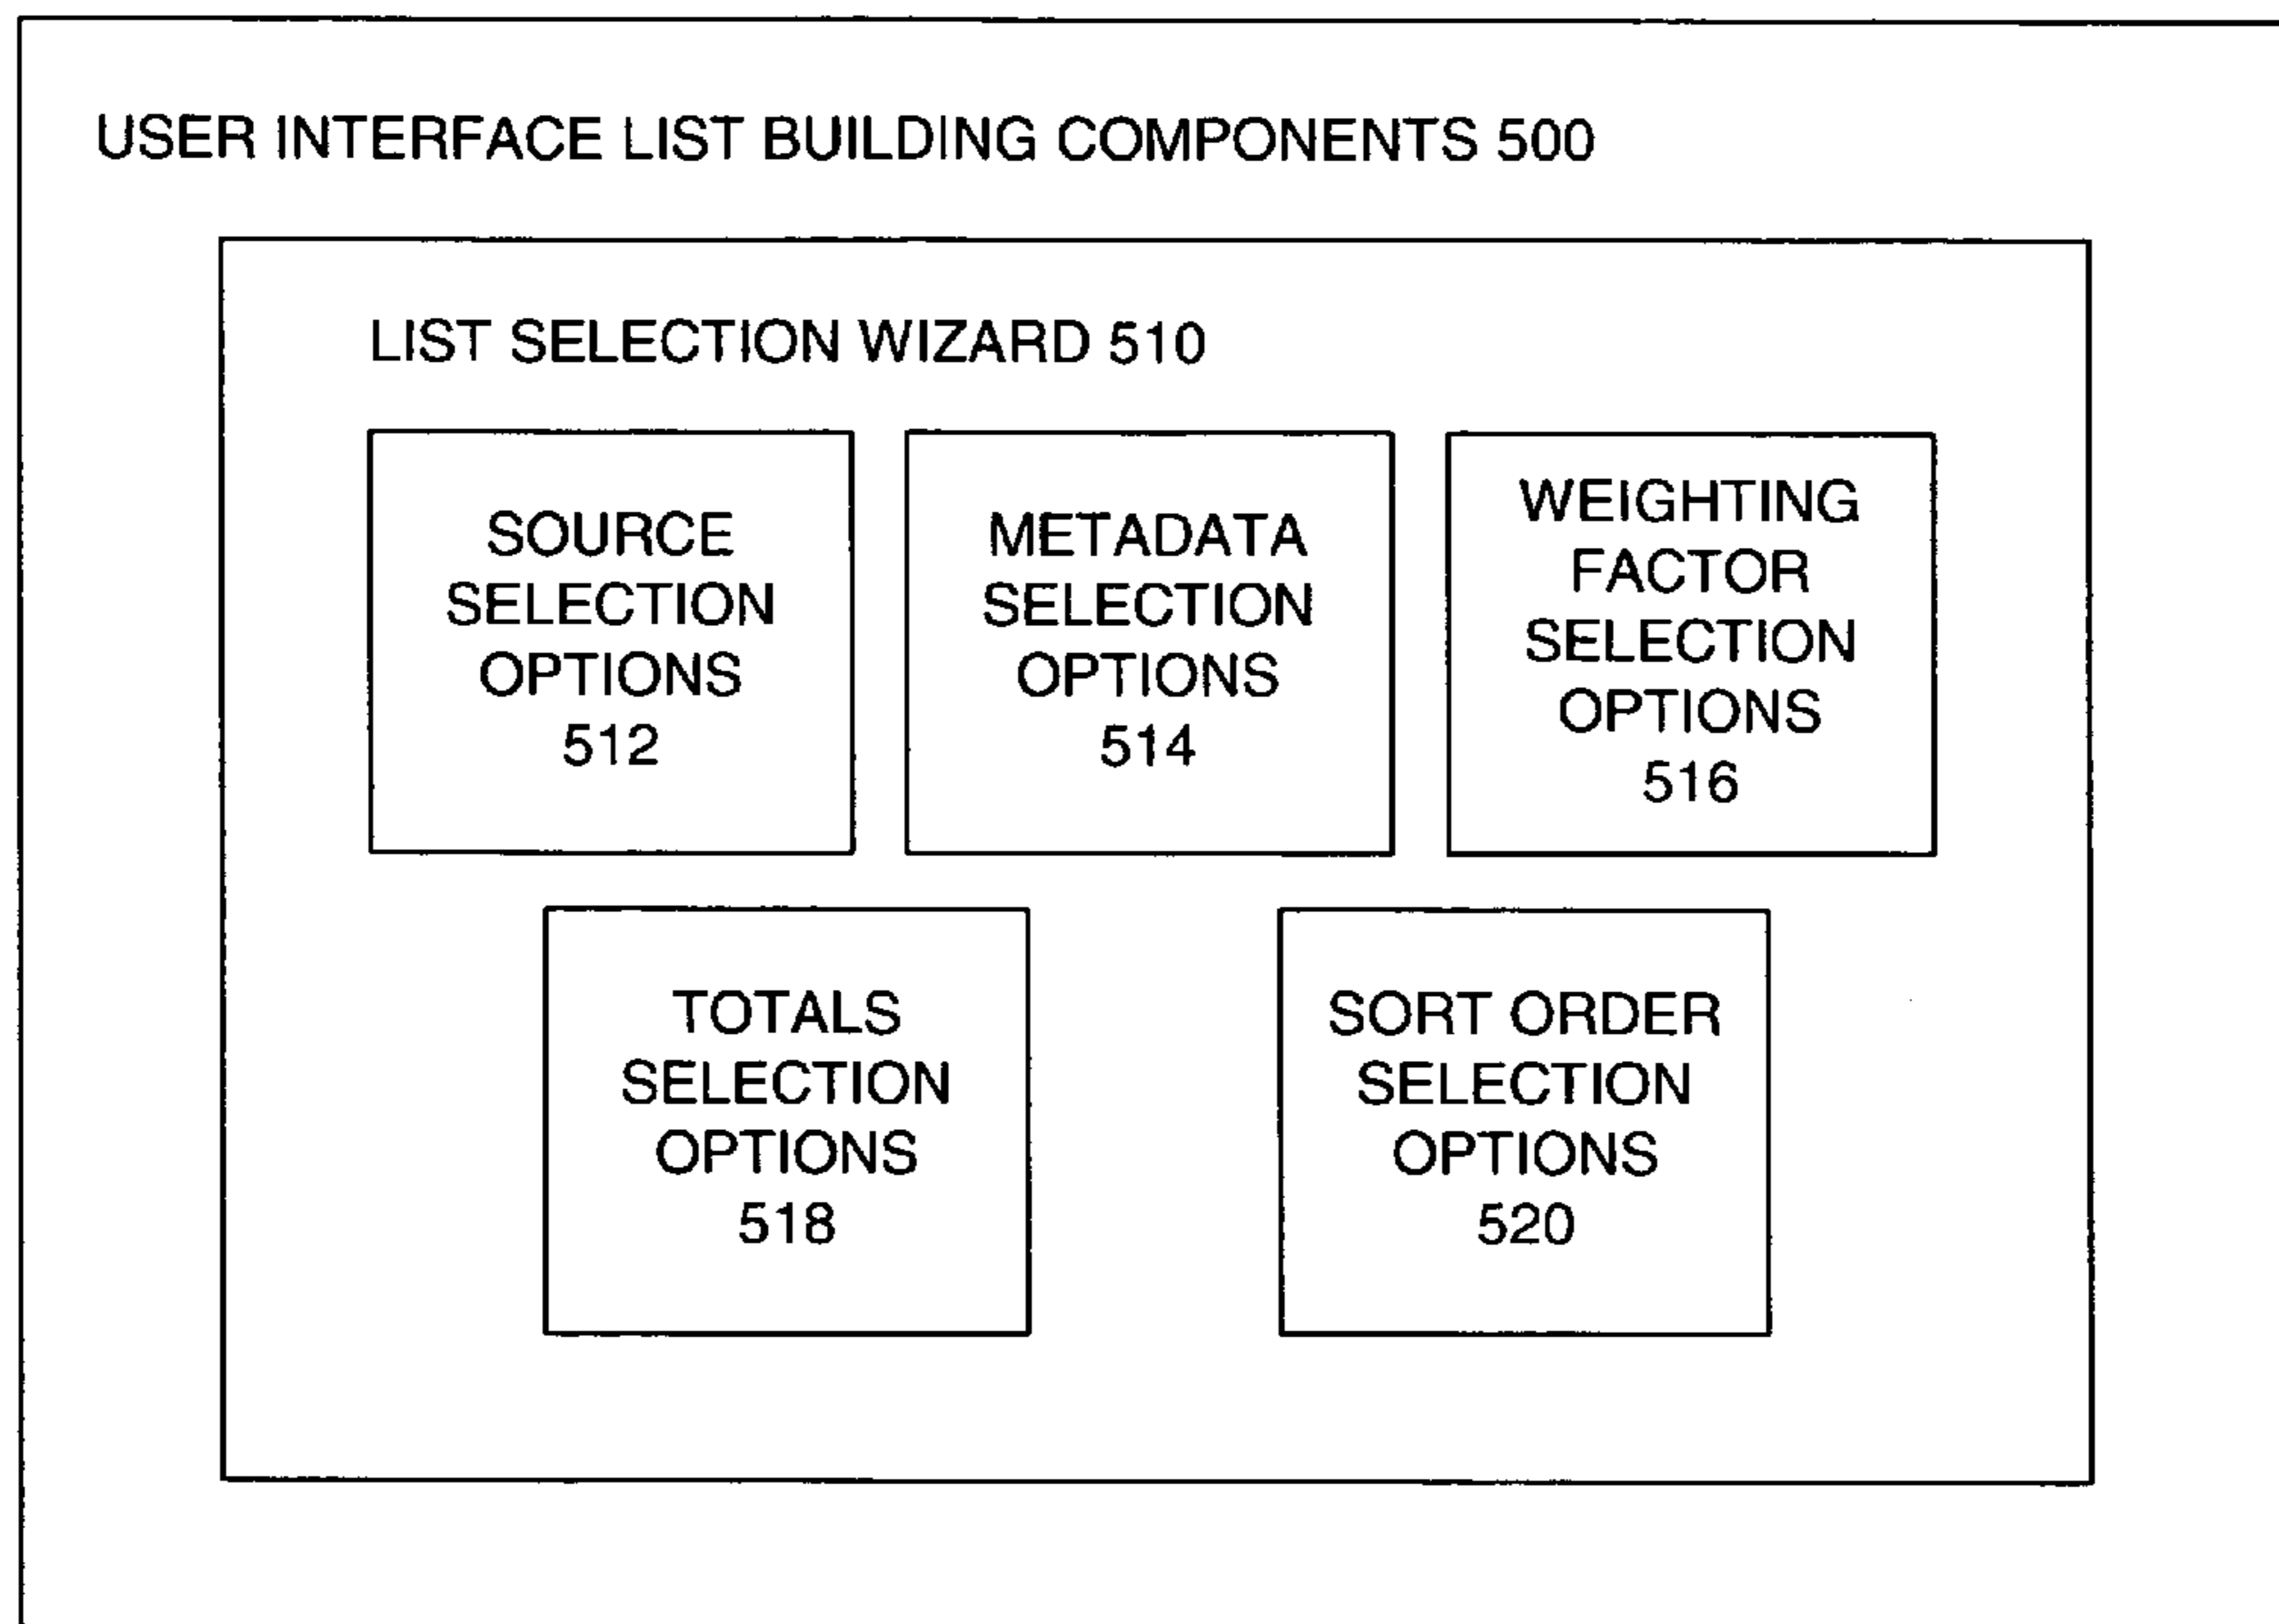 USER INTERFACE LIST BUILDING COMPONENTS 500
LIST SELECTION WIZARD 510
SOURCE
SELECTION
OPTIONS
512
METADATA
SELECTION
OPTIONS
514
WEIGHTING
FACTOR
SELECTION
OPTIONS
516
TOTALS
SELECTION
OPTIONS
518
SORT ORDER
SELECTION
OPTIONS
520